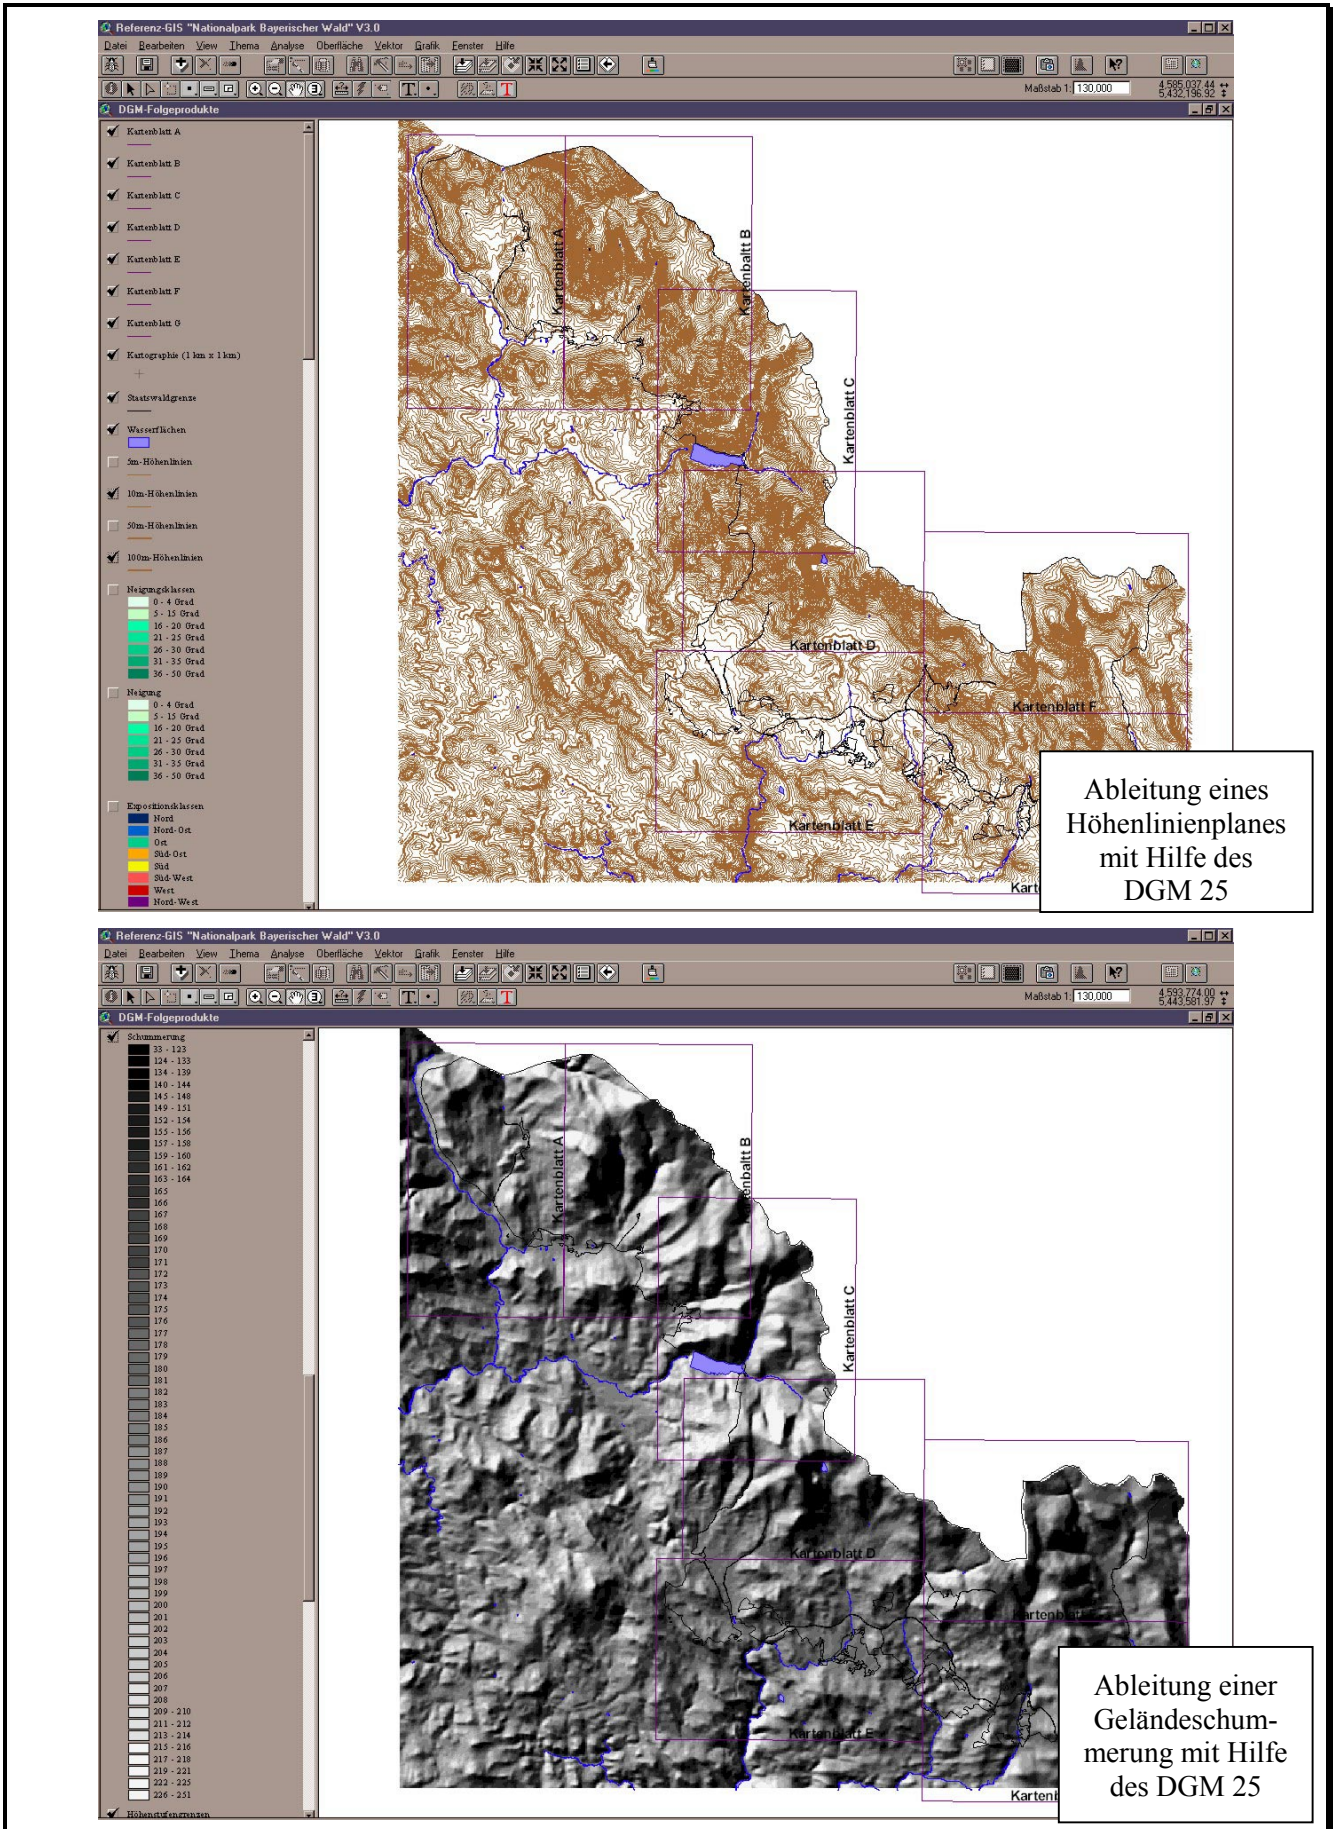 Referenz-GIS "Nationalpark Bayerischer Wald" V3.0
Datei Bearbeiten View Thema Analyse Oberfläche Vektor Grafik Fenster Hilfe
Maßstab 1: 130,000
4,585,037.44
5,432,196.92
DGM-Folgeprodukte
Kartenblatt A
Kartenblatt B
Kartenblatt C
Kartenblatt D
Kartenblatt E
Kartenblatt F
Kartenblatt G
Kartographie (1 km x 1 km)
Staatswaldgrenze
Wasserflächen
5m-Höhenlinien
10m-Höhenlinien
50m-Höhenlinien
100m-Höhenlinien
Neigungsklassen
0 - 4 Grad
5 - 15 Grad
16 - 20 Grad
21 - 25 Grad
26 - 30 Grad
31 - 35 Grad
36 - 50 Grad
Neigung
0 - 4 Grad
5 - 15 Grad
16 - 20 Grad
21 - 25 Grad
26 - 30 Grad
31 - 35 Grad
36 - 50 Grad
Expositionsklassen
Nord
Nord-Ost
Ost
Süd-Ost
Süd
Süd-West
West
Nord-West
Kartenblatt A
Kartenbaltt B
Kartenblatt C
Kartenblatt D
Kartenblatt F
Kartenblatt E
Ableitung eines
Höhenlinienplanes
mit Hilfe des
DGM 25
Referenz-GIS "Nationalpark Bayerischer Wald" V3.0
Datei Bearbeiten View Thema Analyse Oberfläche Vektor Grafik Fenster Hilfe
Maßstab 1: 130,000
4,593,774.00
5,443,581.97
DGM-Folgeprodukte
Schummerung
33 - 123
124 - 133
134 - 139
140 - 144
145 - 148
149 - 151
152 - 154
155 - 156
157 - 158
159 - 160
161 - 162
163 - 164
165
166
167
168
169
170
171
172
173
174
175
176
177
178
179
180
181
182
183
184
185
186
187
188
189
190
191
192
193
194
195
196
197
198
199
200
201
202
203
204
205
206
207
208
209 - 210
211 - 212
213 - 214
215 - 216
217 - 218
219 - 221
222 - 225
226 - 251
Höhenstufengrenzen
Kartenblatt A
enbaltt B
Kartenblatt C
Kartenblatt D
Kartenblatt E
Ableitung einer
Geländeschum-
merung mit Hilfe
des DGM 25